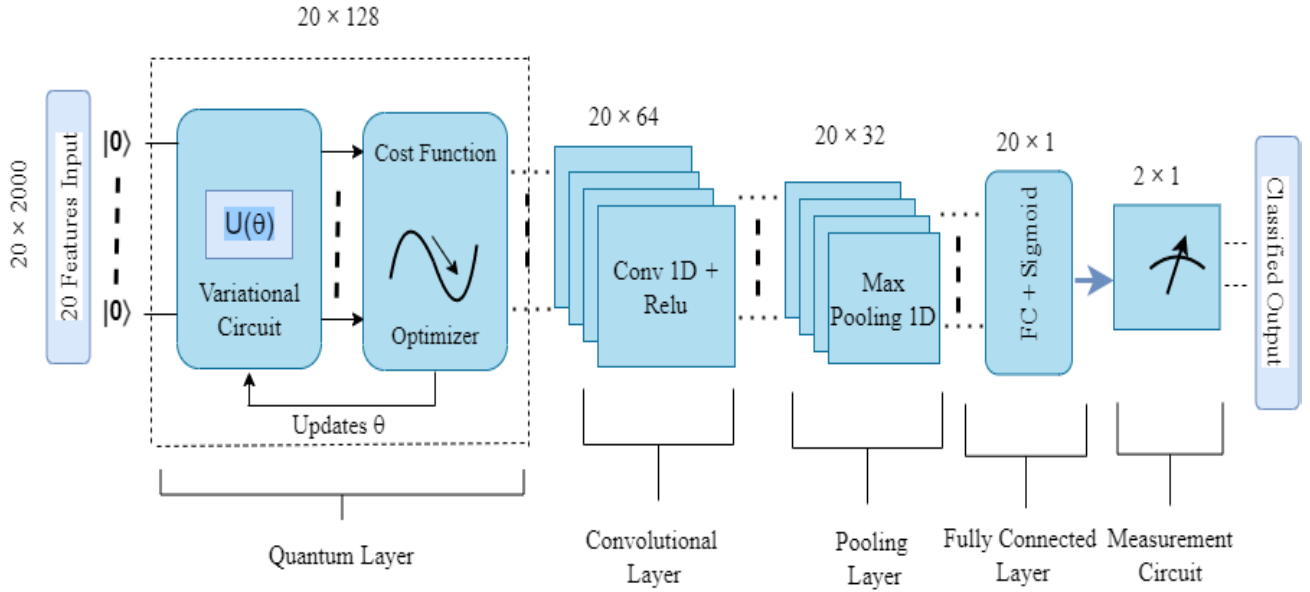 20 × 128
20 × 2000
20 Features Input
|0⟩
|0⟩
U(θ)
Variational
Circuit
Cost Function
Optimizer
Updates θ
Quantum Layer
20 × 64
Conv 1D +
Relu
Convolutional
Layer
20 × 32
Max
Pooling 1D
Pooling
Layer
20 × 1
FC + Sigmoid
Fully Connected
Layer
2 × 1
Measurement
Circuit
Classified Output